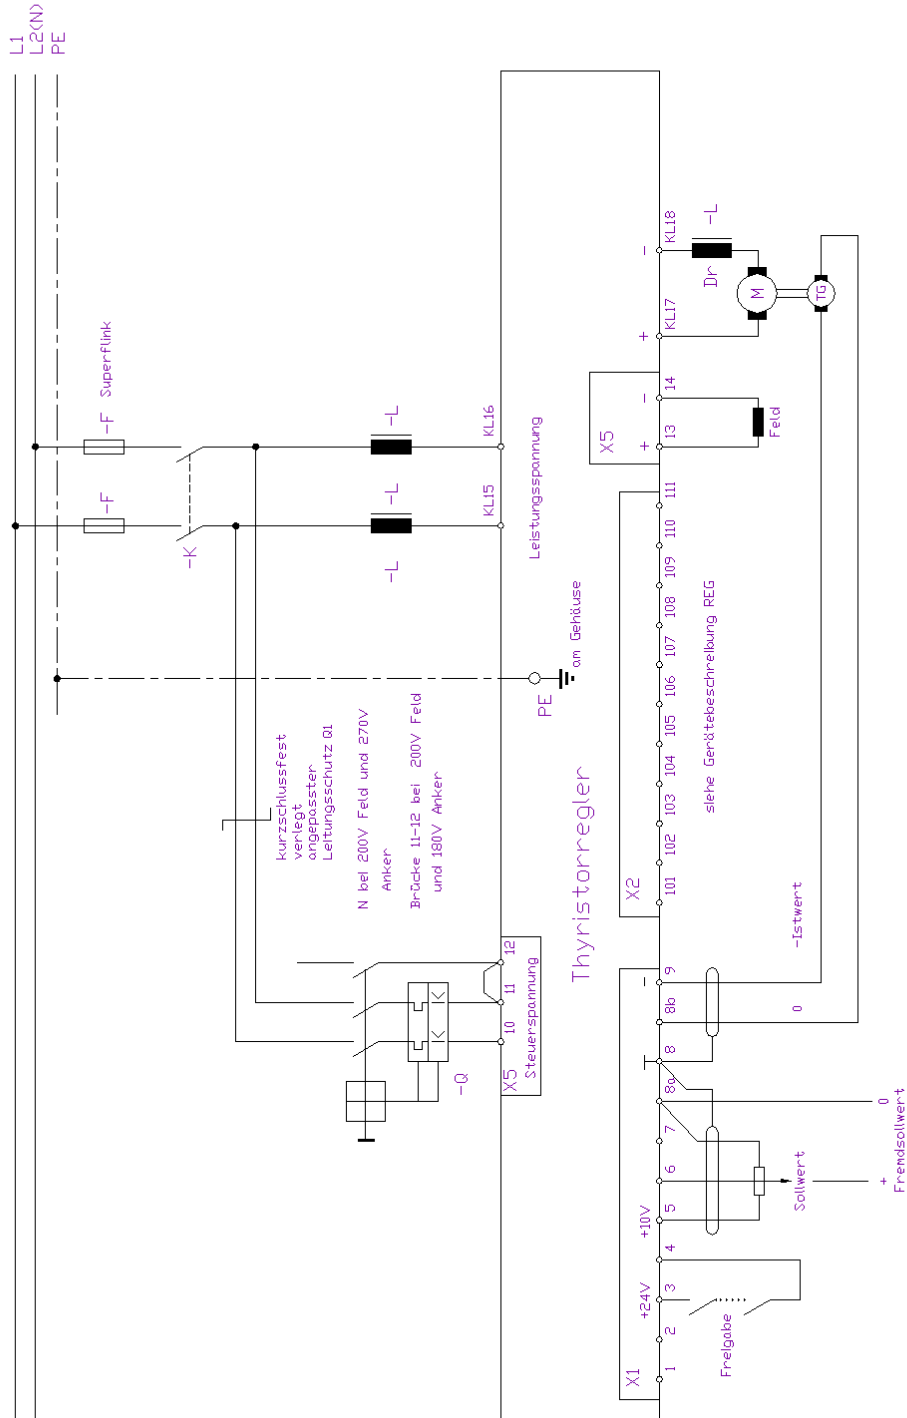 L1
L2(N)
PE
-F Superflink
-F
-K
-L
-L
-L
KL16
KL15
Leistungsspannung
am Gehäuse
PE
kurzschlussfest
verlegt
angepasster
Leitungsschutz Q1
N bei 200V Feld und 270V
Anker
Brücke 11-12 bei 200V Feld
und 180V Anker
Thyristorregler
-Q
X5
10
11
12
Steuerspannung
KL18
-
-L
Dr
M
TG
KL17
+
14
-
13
+
X5
Feld
X2
111
110
109
108
107
106
105
104
103
102
101
siehe Gerätebeschreibung REG
-Istwert
0
X1
9
-
8b
8
8a
7
6
5
+10V
4
3
+24V
2
1
Freigabe
Sollwert
0
+
Fremdsollwert